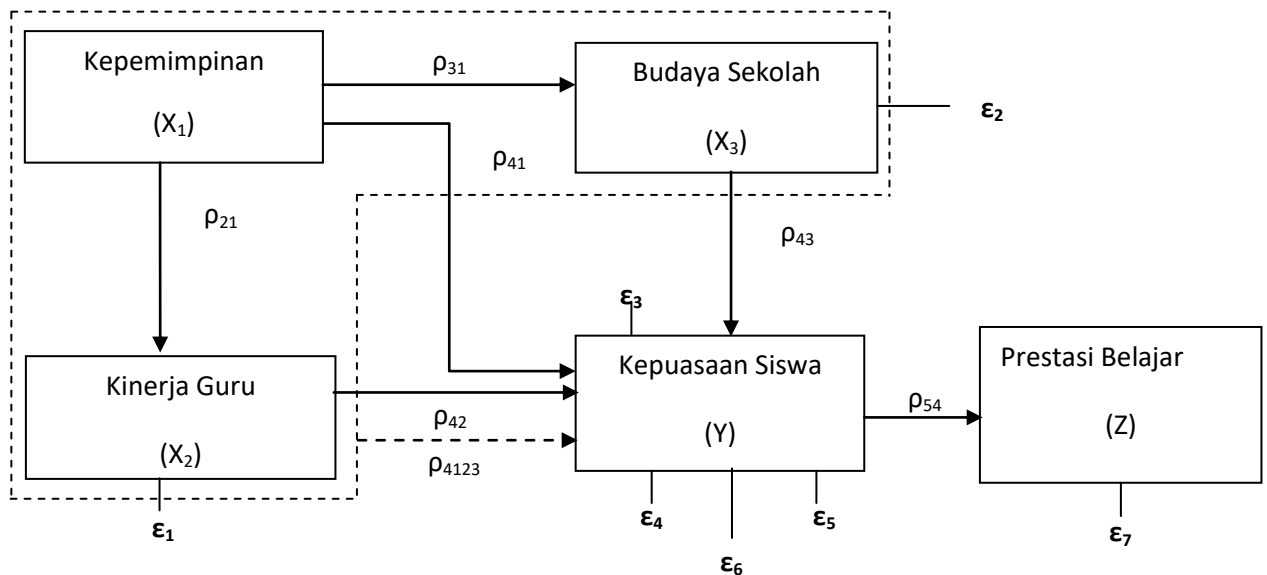 Kepemimpinan
(X₁)
ρ₃₁
Budaya Sekolah
(X₃)
ε₂
ρ₄₁
ρ₂₁
ρ₄₃
ε₃
Kinerja Guru
(X₂)
ρ₄₂
ρ₄₁₂₃
Kepuasaan Siswa
(Y)
ρ₅₄
Prestasi Belajar
(Z)
ε₁
ε₄
ε₅
ε₆
ε₇